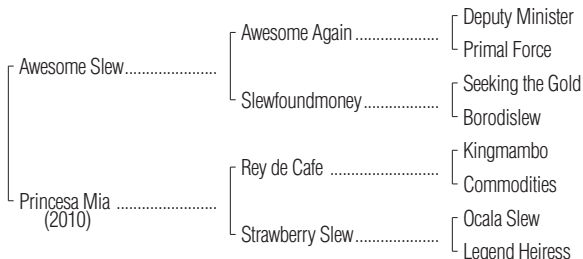 Deputy Minister
Awesome Again ..................
Primal Force
Awesome Slew.....................
Seeking the Gold
Slewfoundmoney................
Borodislew
Kingmambo
Rey de Cafe .......................
Commodities
Princesa Mia .......................
(2010)
Ocala Slew
Strawberry Slew..................
Legend Heiress